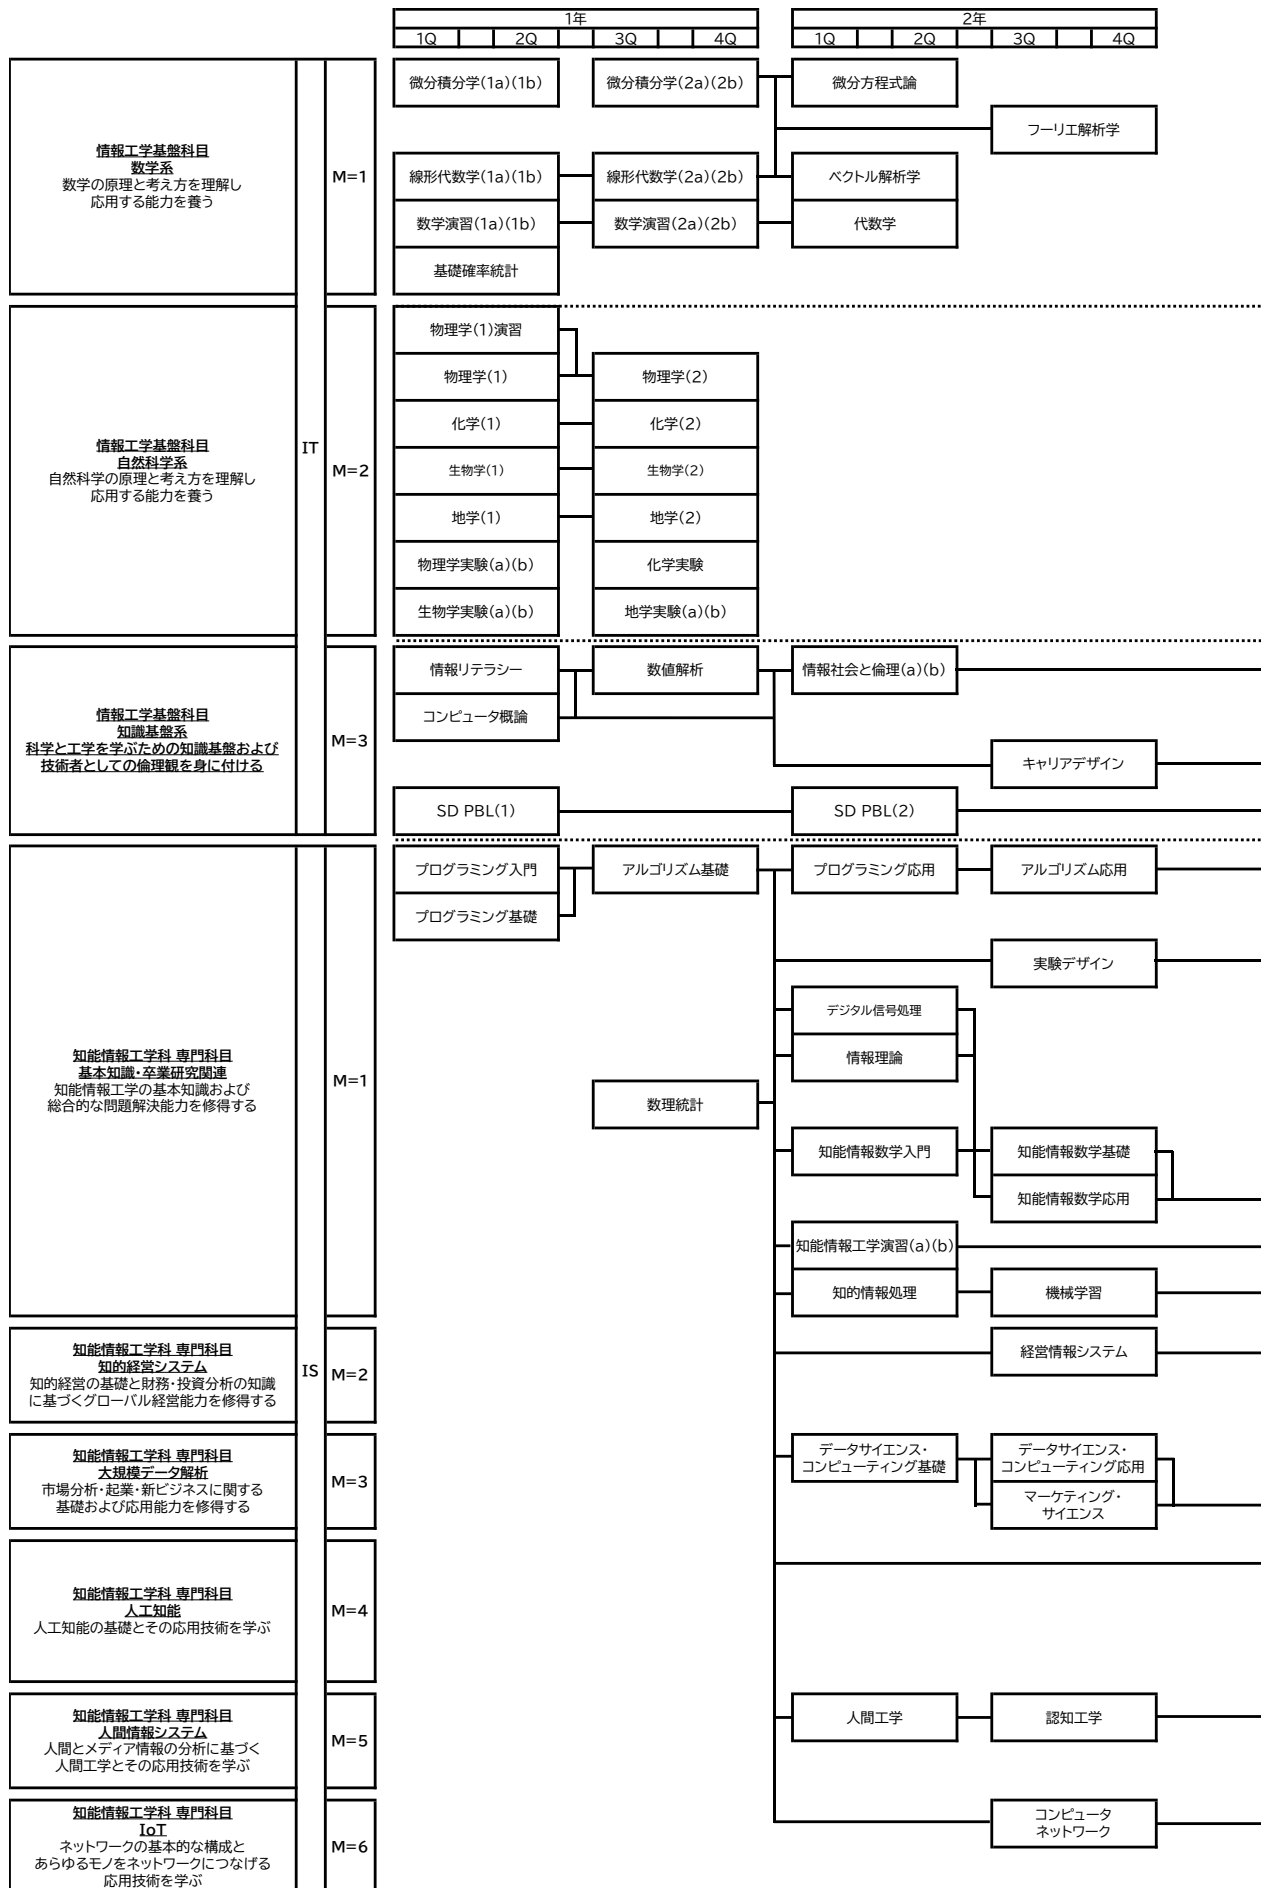 1年
2年
1Q 2Q 3Q 4Q 1Q 2Q 3Q 4Q
情報工学基盤科目
数学系
数学の原理と考え方を理解し
応用する能力を養う
IT
M=1
微分積分学(1a)(1b)
微分積分学(2a)(2b)
微分方程式論
フーリエ解析学
線形代数学(1a)(1b)
線形代数学(2a)(2b)
ベクトル解析学
数学演習(1a)(1b)
数学演習(2a)(2b)
代数学
基礎確率統計
情報工学基盤科目
自然科学系
自然科学の原理と考え方を理解し
応用する能力を養う
M=2
物理学(1)演習
物理学(1)
物理学(2)
化学(1)
化学(2)
生物学(1)
生物学(2)
地学(1)
地学(2)
物理学実験(a)(b)
化学実験
生物学実験(a)(b)
地学実験(a)(b)
情報工学基盤科目
知識基盤系
科学と工学を学ぶための知識基盤および
技術者としての倫理観を身に付ける
M=3
情報リテラシー
数値解析
情報社会と倫理(a)(b)
コンピュータ概論
キャリアデザイン
SD PBL(1)
SD PBL(2)
知能情報工学科 専門科目
基本知識・卒業研究関連
知能情報工学の基本知識および
総合的な問題解決能力を修得する
IS
M=1
プログラミング入門
アルゴリズム基礎
プログラミング応用
アルゴリズム応用
プログラミング基礎
実験デザイン
デジタル信号処理
情報理論
数理統計
知能情報数学入門
知能情報数学基礎
知能情報数学応用
知能情報工学演習(a)(b)
知的情報処理
機械学習
知能情報工学科 専門科目
知的経営システム
知的経営の基礎と財務・投資分析の知識
に基づくグローバル経営能力を修得する
M=2
経営情報システム
知能情報工学科 専門科目
大規模データ解析
市場分析・起業・新ビジネスに関する
基礎および応用能力を修得する
M=3
データサイエンス・
コンピューティング基礎
データサイエンス・
コンピューティング応用
マーケティング・
サイエンス
知能情報工学科 専門科目
人工知能
人工知能の基礎とその応用技術を学ぶ
M=4
知能情報工学科 専門科目
人間情報システム
人間とメディア情報の分析に基づく
人間工学とその応用技術を学ぶ
M=5
人間工学
認知工学
知能情報工学科 専門科目
IoT
ネットワークの基本的な構成と
あらゆるモノをネットワークにつなげる
応用技術を学ぶ
M=6
コンピュータ
ネットワーク